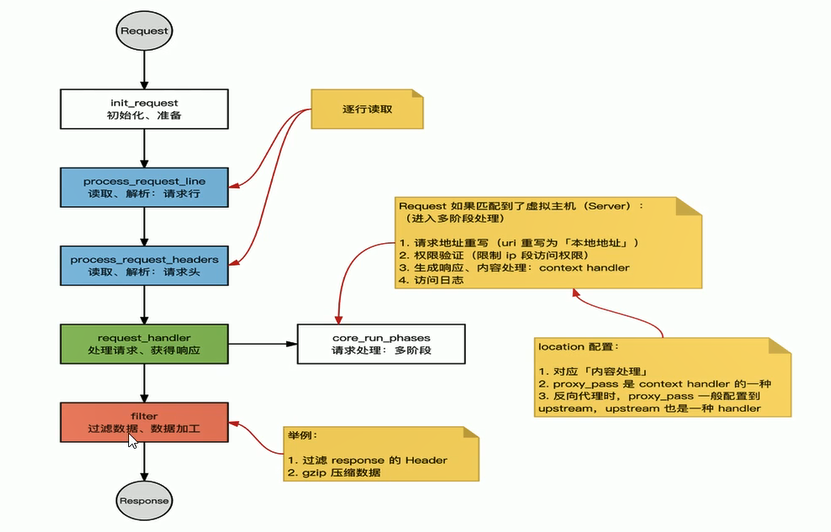 Request
init_request
初始化、准备
逐行读取
process_request_line
读取、解析：请求行
process_request_headers
读取、解析：请求头
Request 如果匹配到了虚拟主机（Server）：
（进入多阶段处理）
1. 请求地址重写（uri 重写为「本地地址」）
2. 权限验证（限制 ip 段访问权限）
3. 生成响应、内容处理：context handler
4. 访问日志
request_handler
处理请求、获得响应
core_run_phases
请求处理：多阶段
location 配置：
1. 对应「内容处理」
2. proxy_pass 是 context handler 的一种
3. 反向代理时，proxy_pass 一般配置到
upstream，upstream 也是一种 handler
filter
过滤数据、数据加工
举例：
1. 过滤 response 的 Header
2. gzip 压缩数据
Response